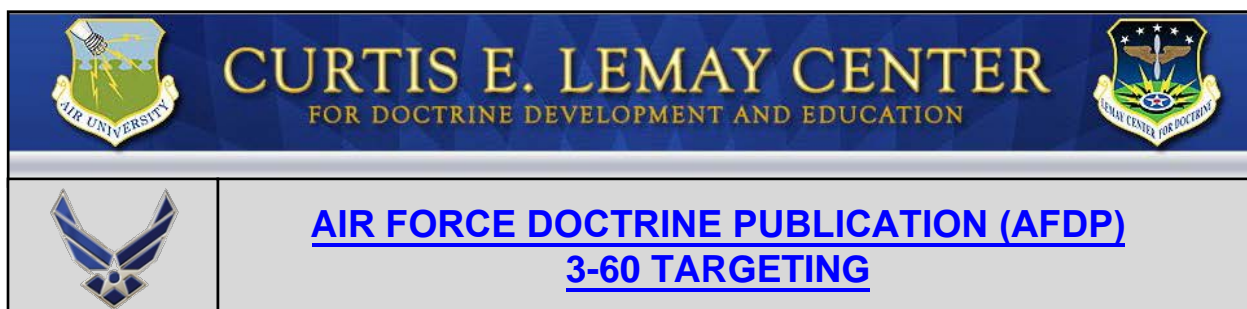 CURTIS E. LEMAY CENTER
FOR DOCTRINE DEVELOPMENT AND EDUCATION
AIR UNIVERSITY
LEMAY CENTER FOR DOCTRINE
AIR FORCE DOCTRINE PUBLICATION (AFDP)
3-60 TARGETING